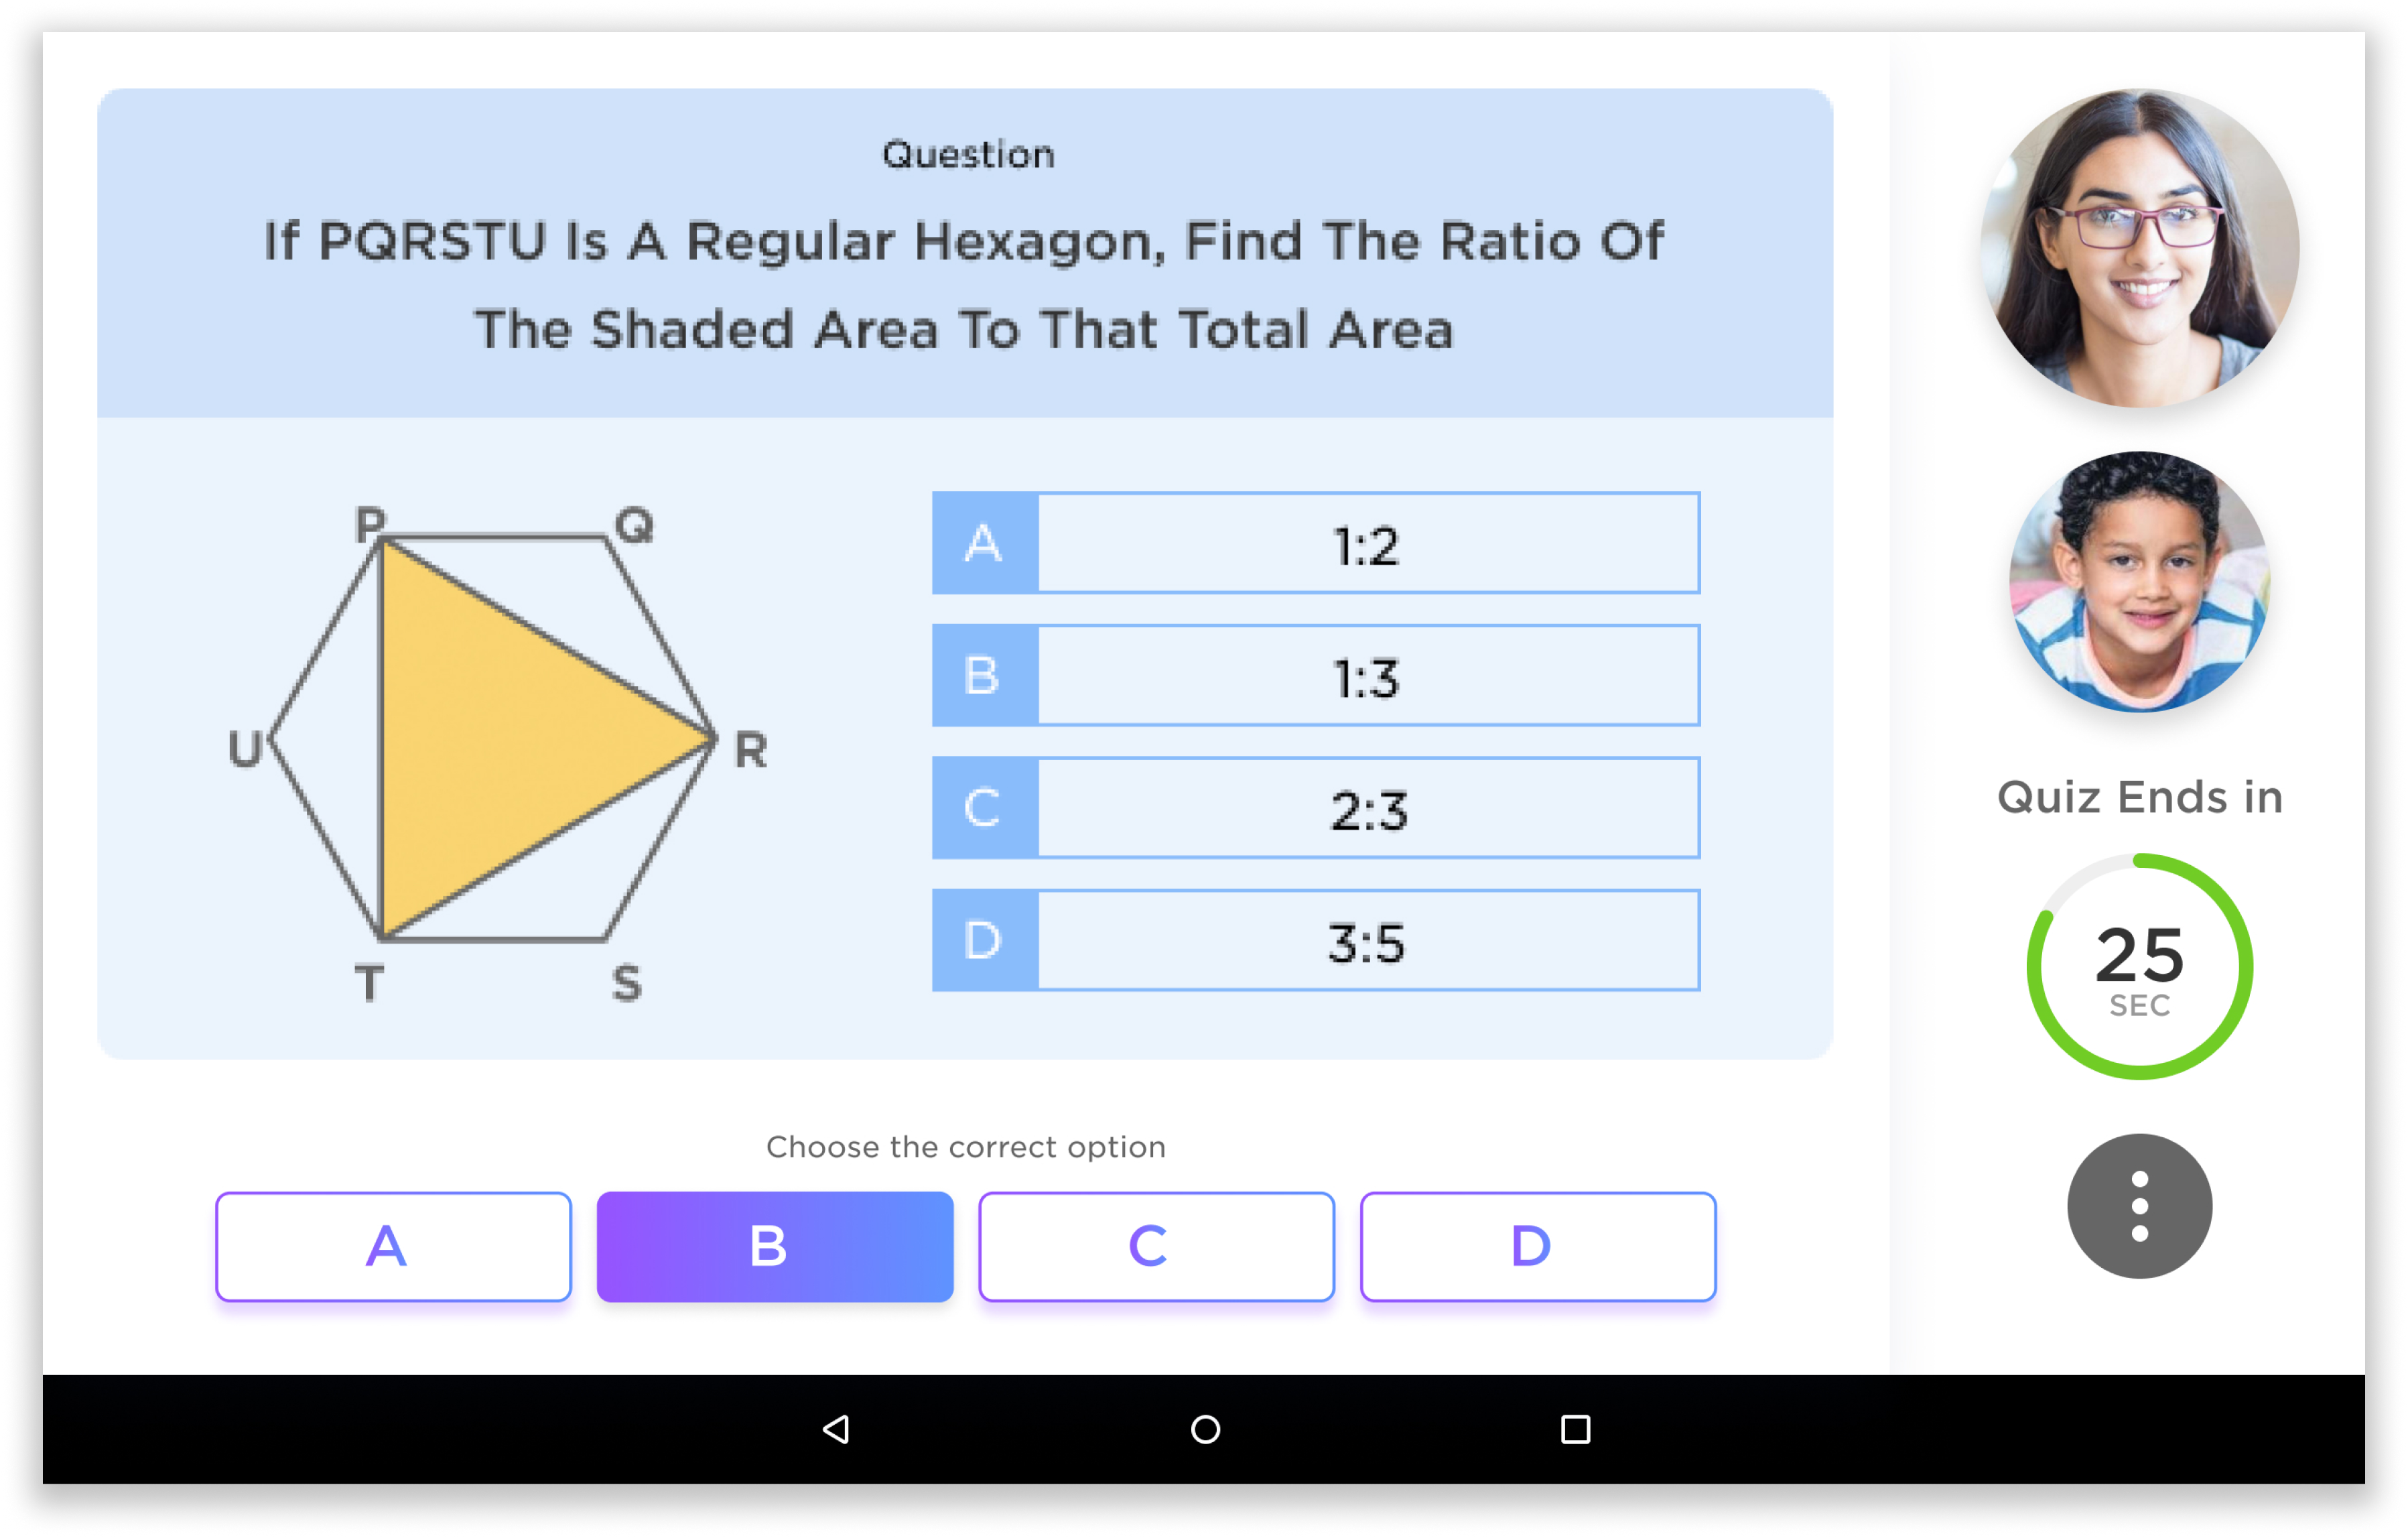 Question
If PQRSTU Is A Regular Hexagon, Find The Ratio Of
The Shaded Area To That Total Area
P
Q
U
R
T
S
A 1:2
B 1:3
C 2:3
D 3:5
Choose the correct option
A B C D
Quiz Ends in
25
SEC